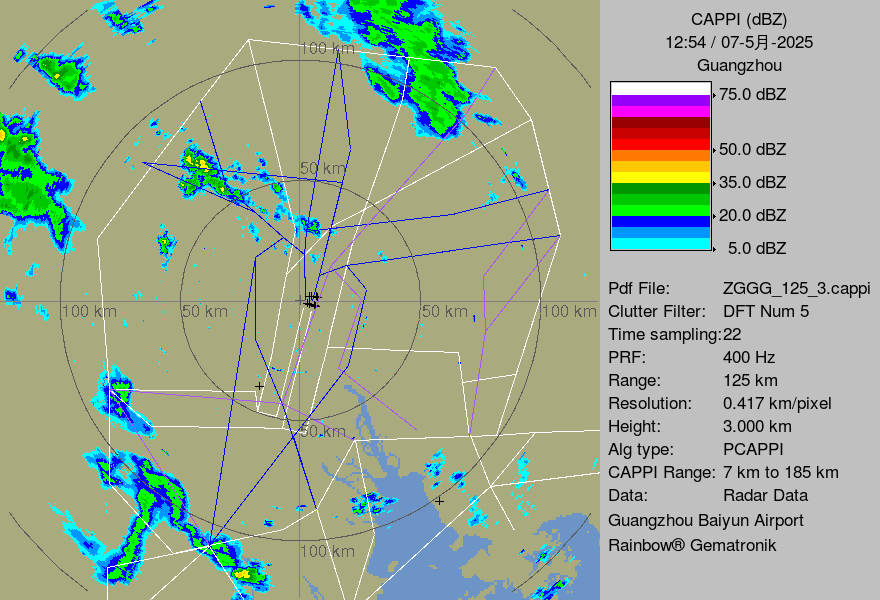 CAPPI (dBZ)
12:54 / 07-5月-2025
Guangzhou
75.0 dBZ
50.0 dBZ
35.0 dBZ
20.0 dBZ
5.0 dBZ
Pdf File: ZGGG_125_3.cappi
Clutter Filter: DFT Num 5
Time sampling:22
PRF: 400 Hz
Range: 125 km
Resolution: 0.417 km/pixel
Height: 3.000 km
Alg type: PCAPPI
CAPPI Range: 7 km to 185 km
Data: Radar Data
Guangzhou Baiyun Airport
Rainbow® Gematronik
100 km
50 km
100 km
50 km
50 km
100 km
50 km
100 km